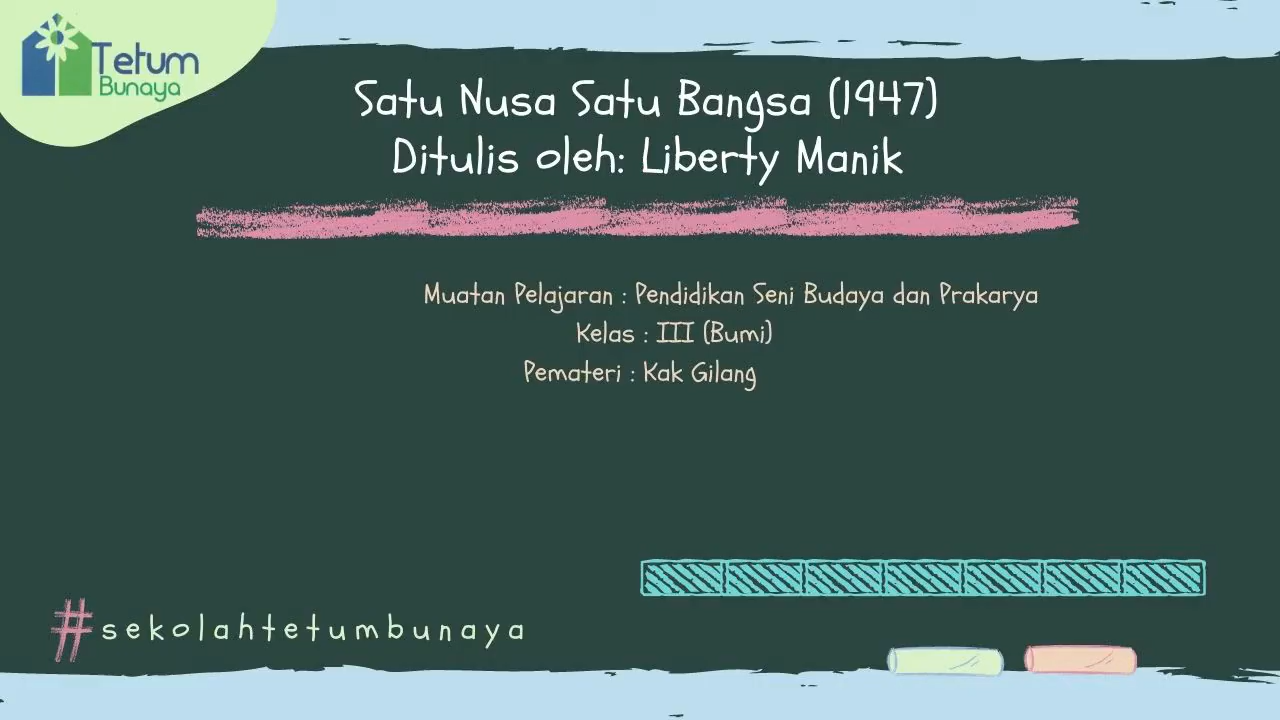 Tetum
Bunaya
Satu Nusa Satu Bangsa (1947)
Ditulis oleh: Liberty Manik
Muatan Pelajaran : Pendidikan Seni Budaya dan Prakarya
Kelas : III (Bumi)
Pemateri : Kak Gilang
#sekolahtetumbunaya